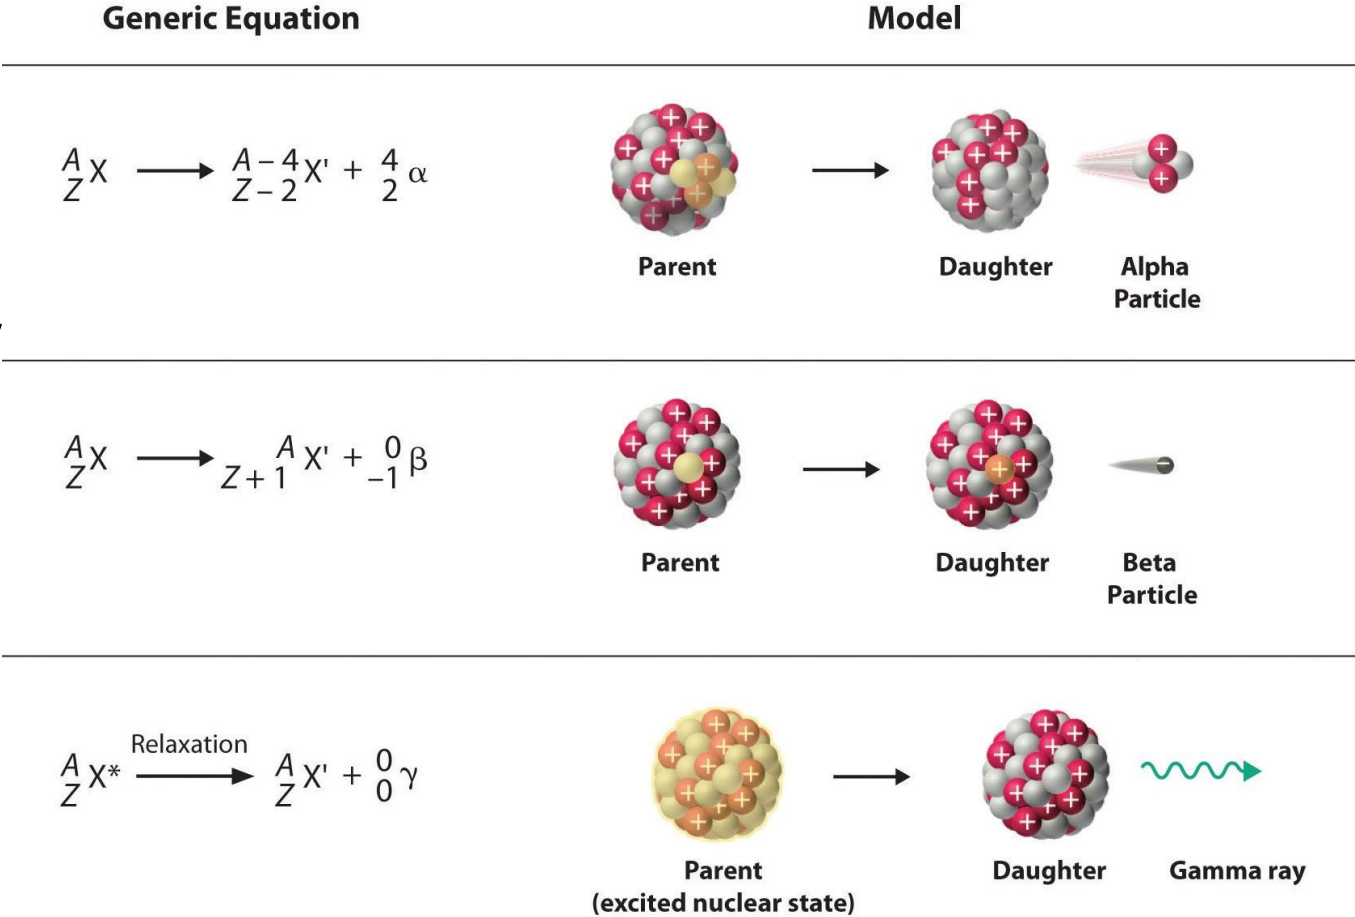 Generic Equation Model
A/Z X → A – 4/Z – 2 X' + 4/2 α
+ + + + + + + + + + + + + + + + + + +
Parent Daughter Alpha
Particle
A/Z X → A/Z + 1 X' + 0/–1 β
+ + + + + + + + + + + + + + + + + + + –
Parent Daughter Beta
Particle
Relaxation
A/Z X* → A/Z X' + 0/0 γ
+ + + + + + + + + + + + + + + + + +
Parent Daughter Gamma ray
(excited nuclear state)